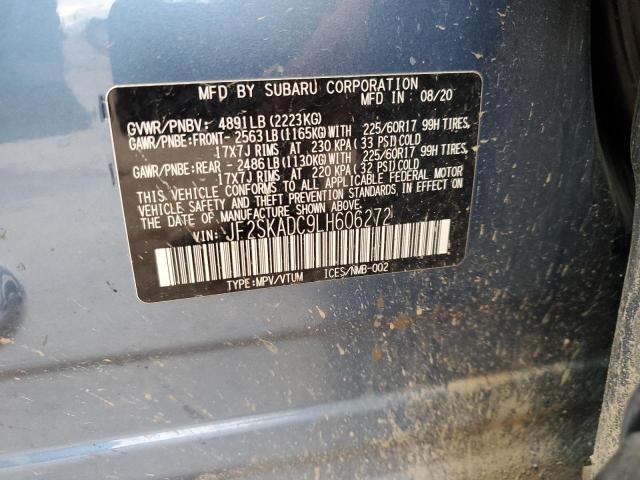 MFD BY SUBARU CORPORATION
MFD IN 08/20
GVWR/PNBV: 4891LB(2223KG)
GAWR/PNBE:FRONT- 2563LB(1165KG)WITH 225/60R17 99H TIRES,
17X7J RIMS AT 230 KPA (33 PSI)COLD
GAWR/PNBE:REAR - 2486LB(1130KG)WITH 225/60R17 99H TIRES,
17X7J RIMS AT 220 KPA (32 PSI)COLD
THIS VEHICLE CONFORMS TO ALL APPLICABLE FEDERAL MOTOR
VEHICLE SAFETY AND THEFT PREVENTION STANDARDS IN EFFECT ON
THE DATE OF MANUFACTURE SHOWN ABOVE.
VIN: JF2SKADC9LH606272
TYPE:MPV/VTUM ICES/NMB-002